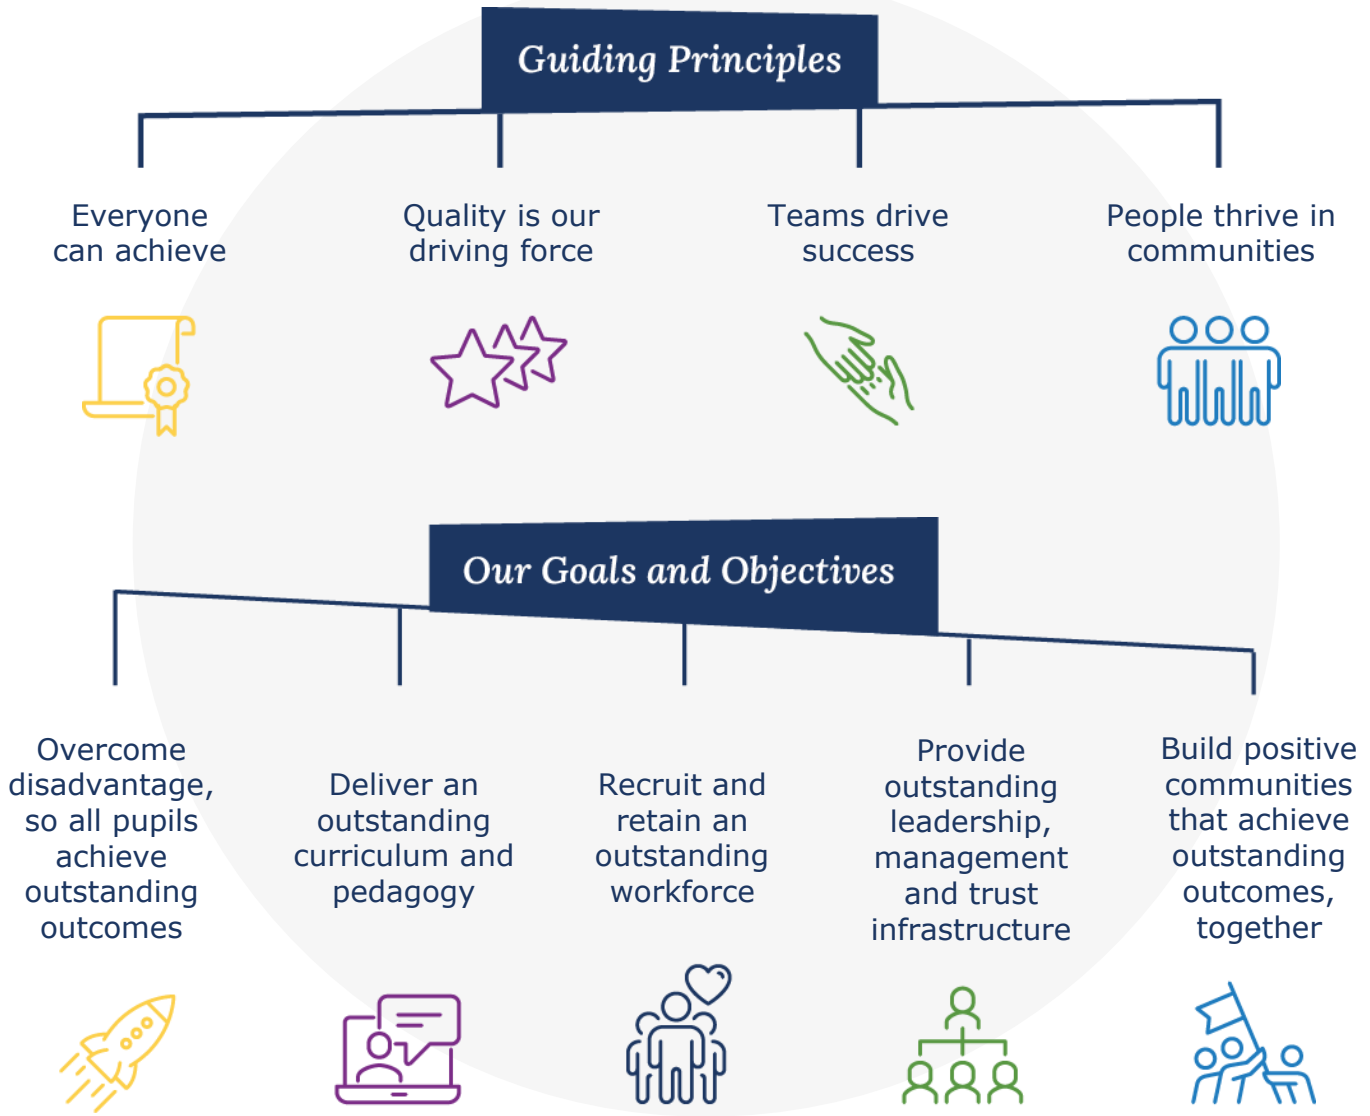 Guiding Principles
Everyone
can achieve
Quality is our
driving force
Teams drive
success
People thrive in
communities
Our Goals and Objectives
Overcome
disadvantage,
so all pupils
achieve
outstanding
outcomes
Deliver an
outstanding
curriculum and
pedagogy
Recruit and
retain an
outstanding
workforce
Provide
outstanding
leadership,
management
and trust
infrastructure
Build positive
communities
that achieve
outstanding
outcomes,
together